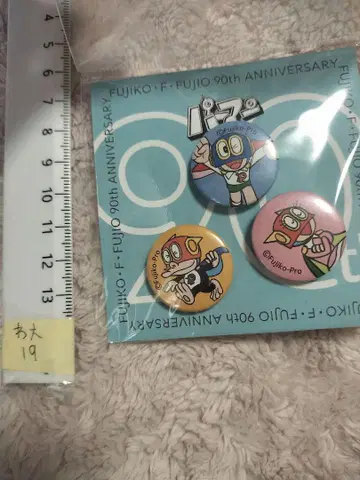 FUJIKO・F・FUJIO 90th ANNIVERSARY
FUJIKO・F・FUJIO 90th ANNIVERSARY
パーマン
©Fujiko-Pro
©Fujiko-Pro
©Fujiko-Pro
90th
FUJIKO・F・FUJIO 90th ANNIVERSARY
4
5
6
7
8
9
10
11
12
13
19